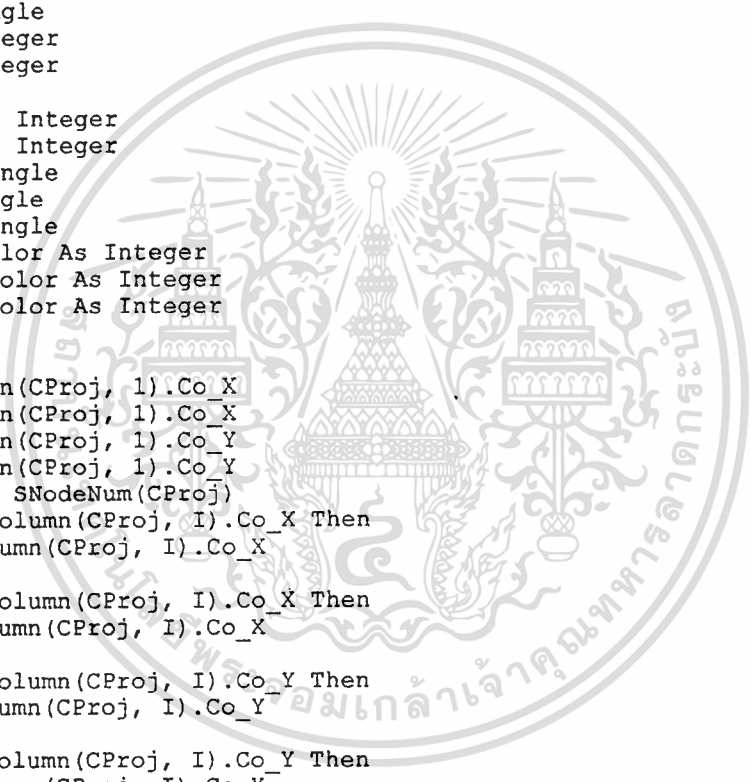 gle
eger
eger
Integer
Integer
ngle
gle
ngle
lor As Integer
olor As Integer
olor As Integer
n(CProj, 1).Co_X
n(CProj, 1).Co_X
n(CProj, 1).Co_Y
n(CProj, 1).Co_Y
SNodeNum(CProj)
olumn(CProj, I).Co_X Then
umn(CProj, I).Co_X
olumn(CProj, I).Co_X Then
umn(CProj, I).Co_X
olumn(CProj, I).Co_Y Then
umn(CProj, I).Co_Y
olumn(CProj, I).Co_Y Then